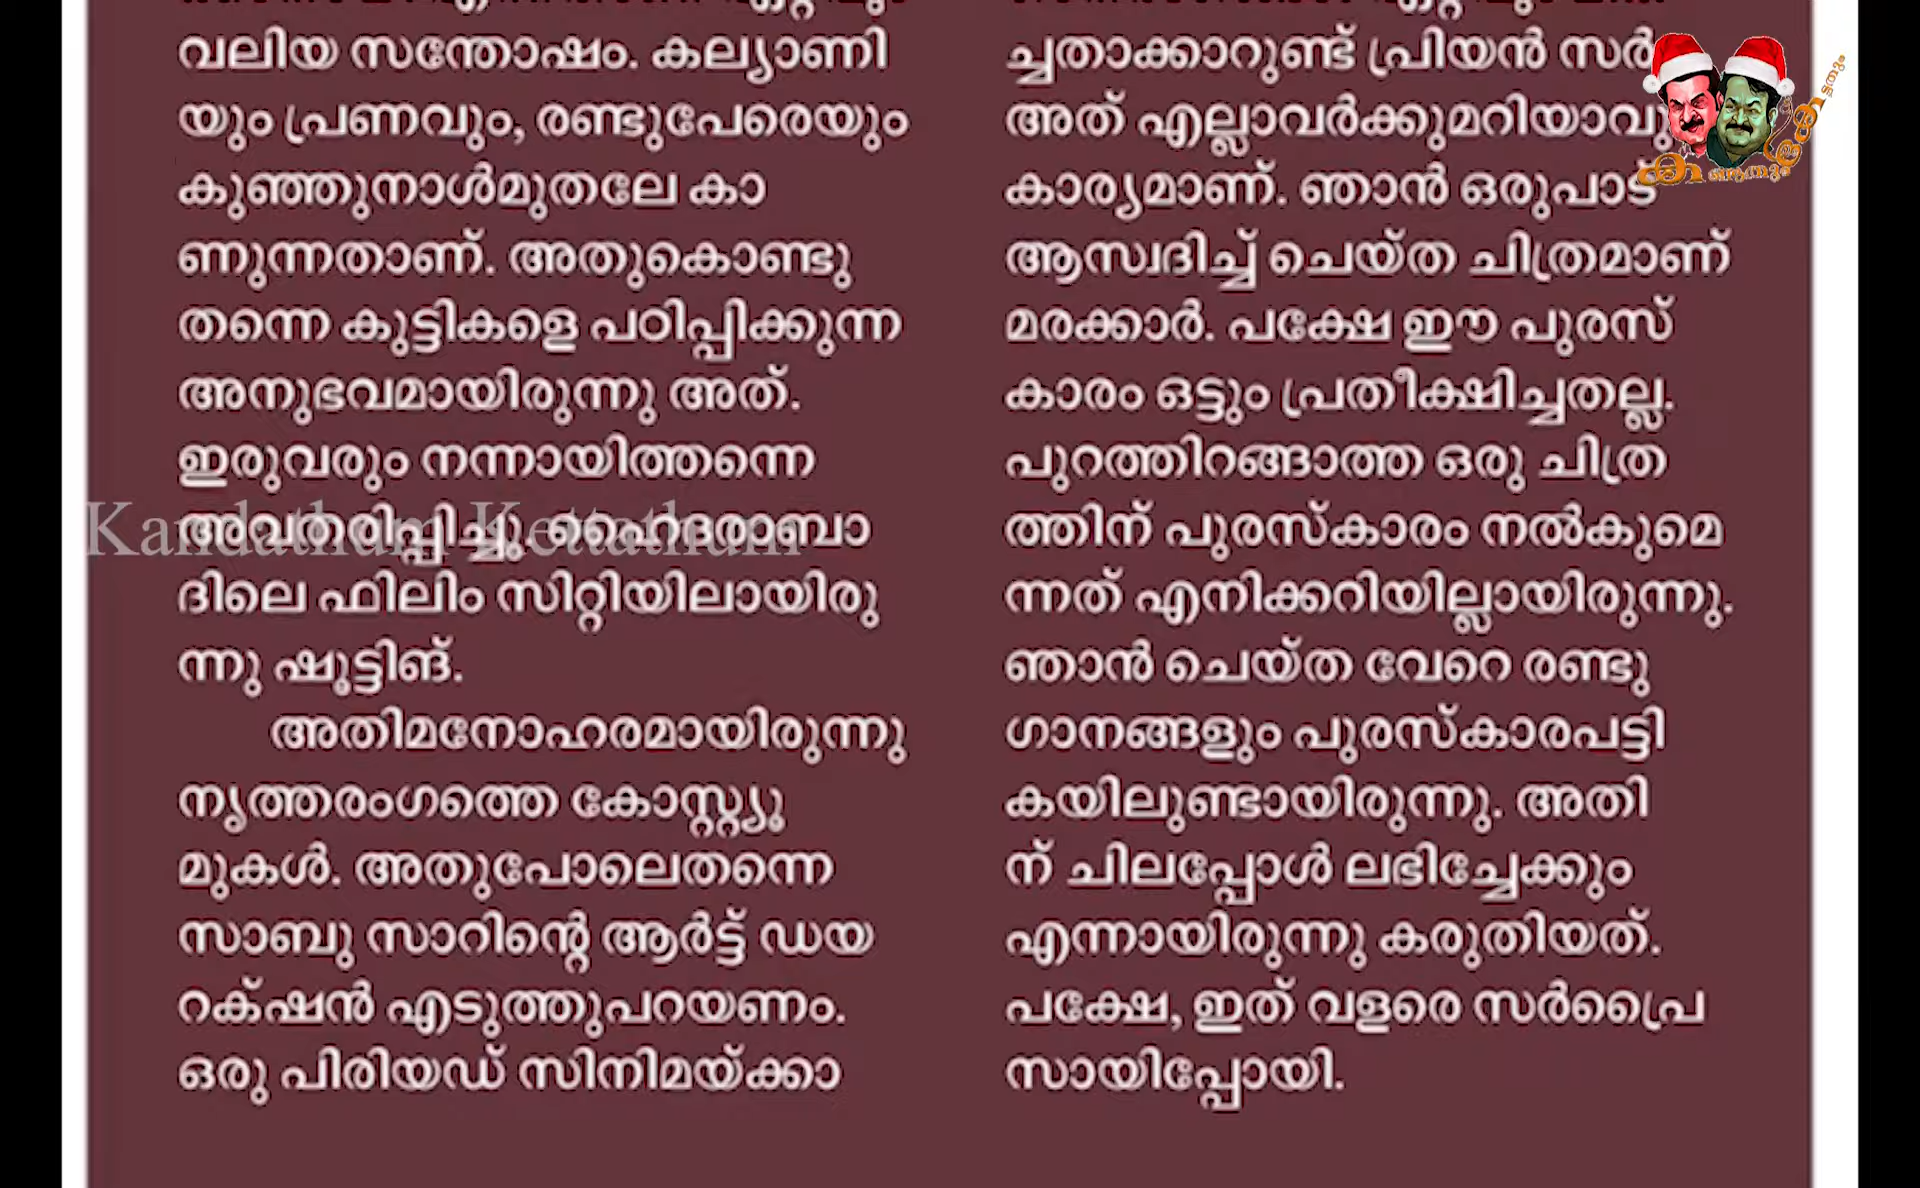 വലിയ സന്തോഷം. കല്യാണി
യും പ്രണവും, രണ്ടുപേരെയും
കുഞ്ഞുനാൾമുതലേ കാ
ണുന്നതാണ്. അതുകൊണ്ടു
തന്നെ കുട്ടികളെ പഠിപ്പിക്കുന്ന
അനുഭവമായിരുന്നു അത്.
ഇരുവരും നന്നായിത്തന്നെ
അവതരിപ്പിച്ചു. ഹൈദരാബാ
ദിലെ ഫിലിം സിറ്റിയിലായിരു
ന്നു ഷൂട്ടിങ്.
അതിമനോഹരമായിരുന്നു
നൃത്തരംഗത്തെ കോസ്റ്റ്യൂ
മുകൾ. അതുപോലെതന്നെ
സാബു സാറിന്റെ ആർട്ട് ഡയ
റക്ഷൻ എടുത്തുപറയണം.
ഒരു പിരിയഡ് സിനിമയ്ക്കാ
ച്ചതാക്കാറുണ്ട് പ്രിയൻ സർ
അത് എല്ലാവർക്കുമറിയാവു
കാര്യമാണ്. ഞാൻ ഒരുപാട്
ആസ്വദിച്ച് ചെയ്ത ചിത്രമാണ്
മരക്കാർ. പക്ഷേ ഈ പുരസ്
കാരം ഒട്ടും പ്രതീക്ഷിച്ചതല്ല.
പുറത്തിറങ്ങാത്ത ഒരു ചിത്ര
ത്തിന് പുരസ്കാരം നൽകുമെ
ന്നത് എനിക്കറിയില്ലായിരുന്നു.
ഞാൻ ചെയ്ത വേറെ രണ്ടു
ഗാനങ്ങളും പുരസ്കാരപട്ടി
കയിലുണ്ടായിരുന്നു. അതി
ന് ചിലപ്പോൾ ലഭിച്ചേക്കും
എന്നായിരുന്നു കരുതിയത്.
പക്ഷേ, ഇത് വളരെ സർപ്രൈ
സായിപ്പോയി.
Kandathum Kettathum